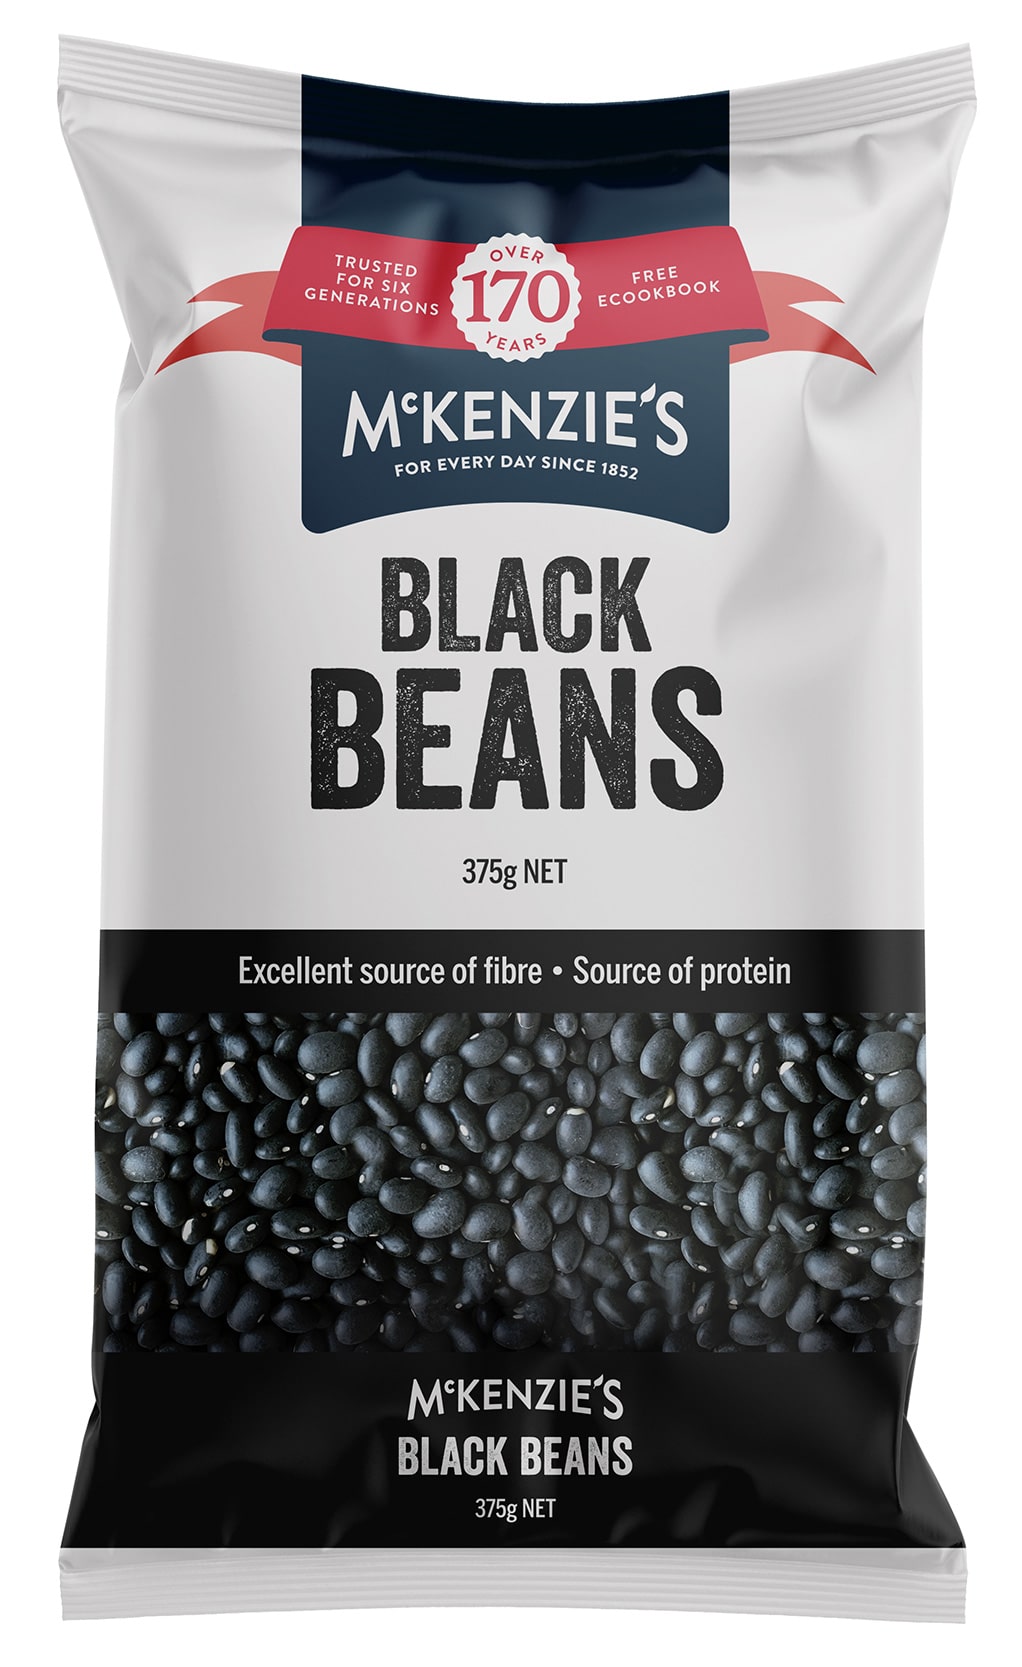 TRUSTED
FOR SIX
GENERATIONS
OVER
170
YEARS
FREE
ECOOKBOOK
McKENZIE'S
FOR EVERY DAY SINCE 1852
BLACK
BEANS
375g NET
Excellent source of fibre • Source of protein
McKENZIE'S
BLACK BEANS
375g NET